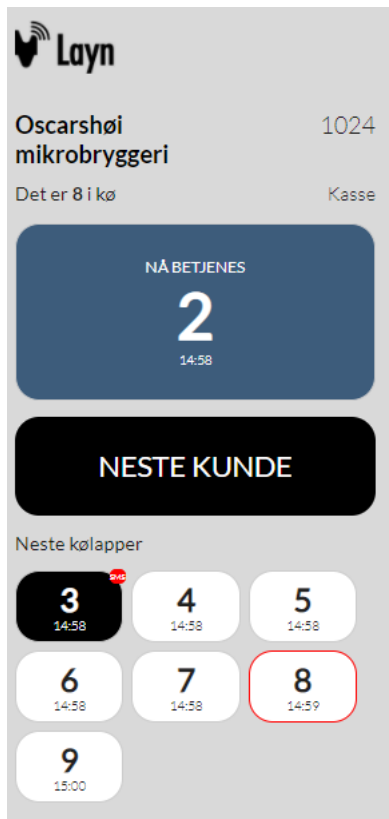 Layn
Oscarshøi 1024
mikrobryggeri
Det er 8 i kø Kasse
NÅ BETJENES
2
14:58
NESTE KUNDE
Neste kølapper
SMS
3 4 5
14:58 14:58 14:58
6 7 8
14:58 14:58 14:59
9
15:00